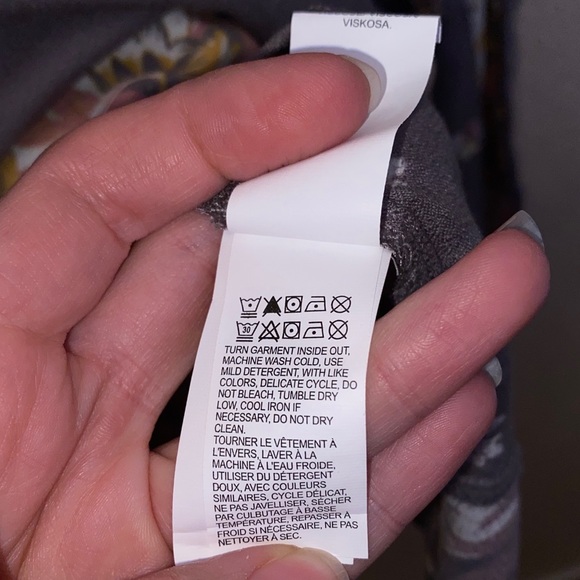 VISKOSA.
30
TURN GARMENT INSIDE OUT,
MACHINE WASH COLD, USE
MILD DETERGENT, WITH LIKE
COLORS, DELICATE CYCLE, DO
NOT BLEACH, TUMBLE DRY
LOW, COOL IRON IF
NECESSARY, DO NOT DRY
CLEAN.
TOURNER LE VÊTEMENT À
L'ENVERS, LAVER À LA
MACHINE À L'EAU FROIDE,
UTILISER DU DÉTERGENT
DOUX, AVEC COULEURS
SIMILAIRES, CYCLE DÉLICAT,
NE PAS JAVELLISER, SÉCHER
PAR CULBUTAGE À BASSE
TEMPÉRATURE, REPASSER À
FROID SI NÉCESSAIRE, NE PAS
NETTOYER À SEC.